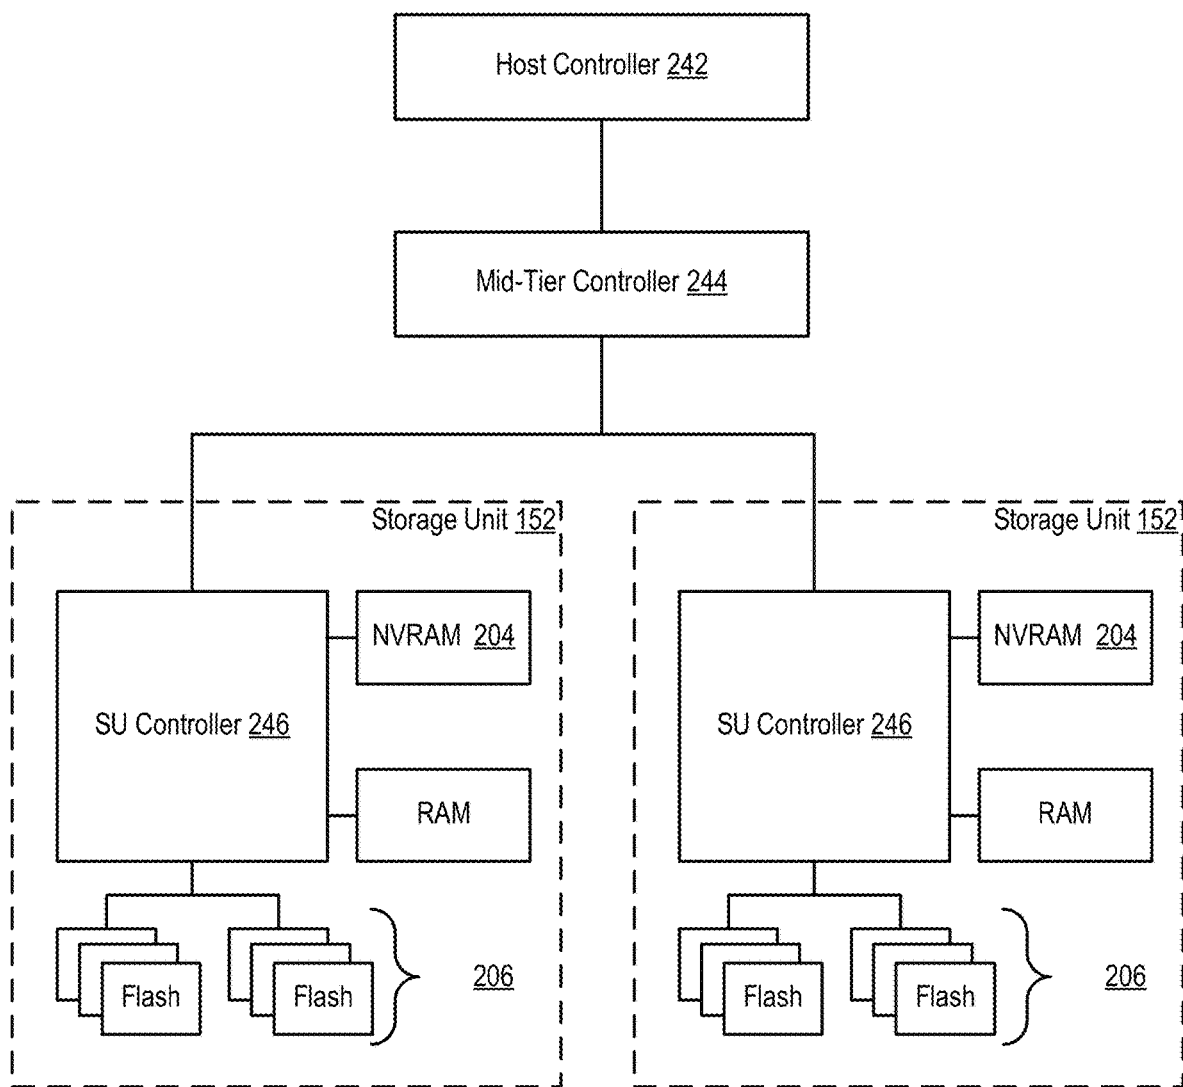 Host Controller 242
Mid-Tier Controller 244
Storage Unit 152
NVRAM 204
SU Controller 246
RAM
Flash
Flash
206
Storage Unit 152
NVRAM 204
SU Controller 246
RAM
Flash
Flash
206